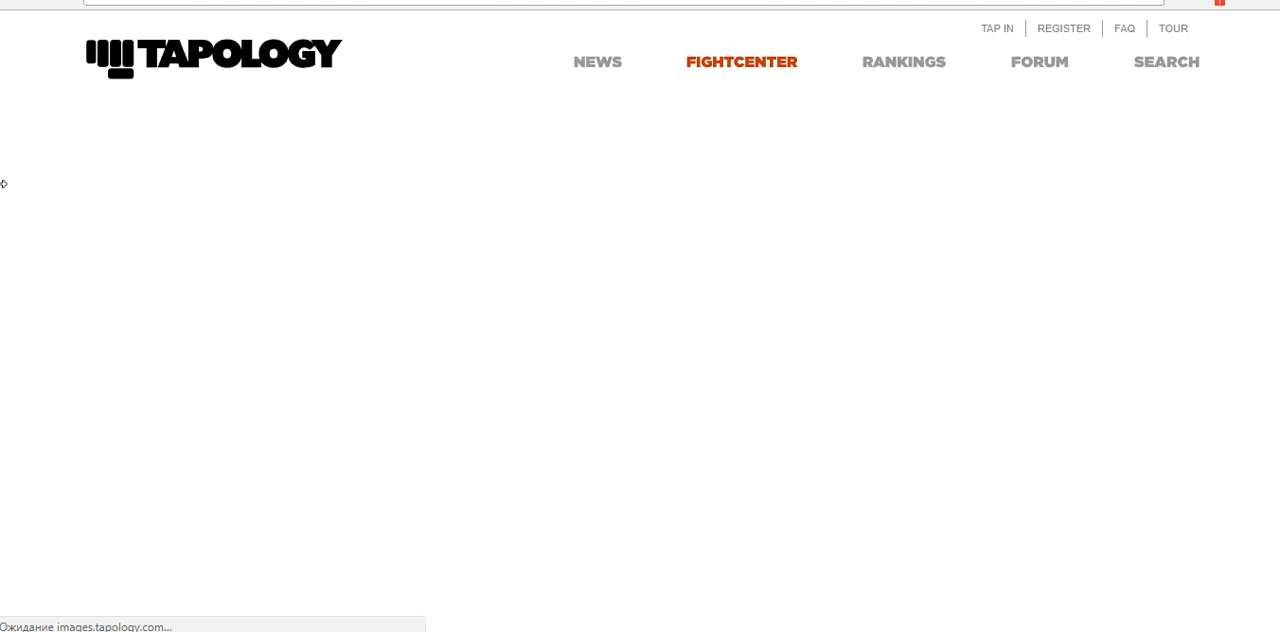 TAP IN REGISTER FAQ TOUR
TAPOLOGY
NEWS FIGHTCENTER RANKINGS FORUM SEARCH
Ожидание images.tapology.com...